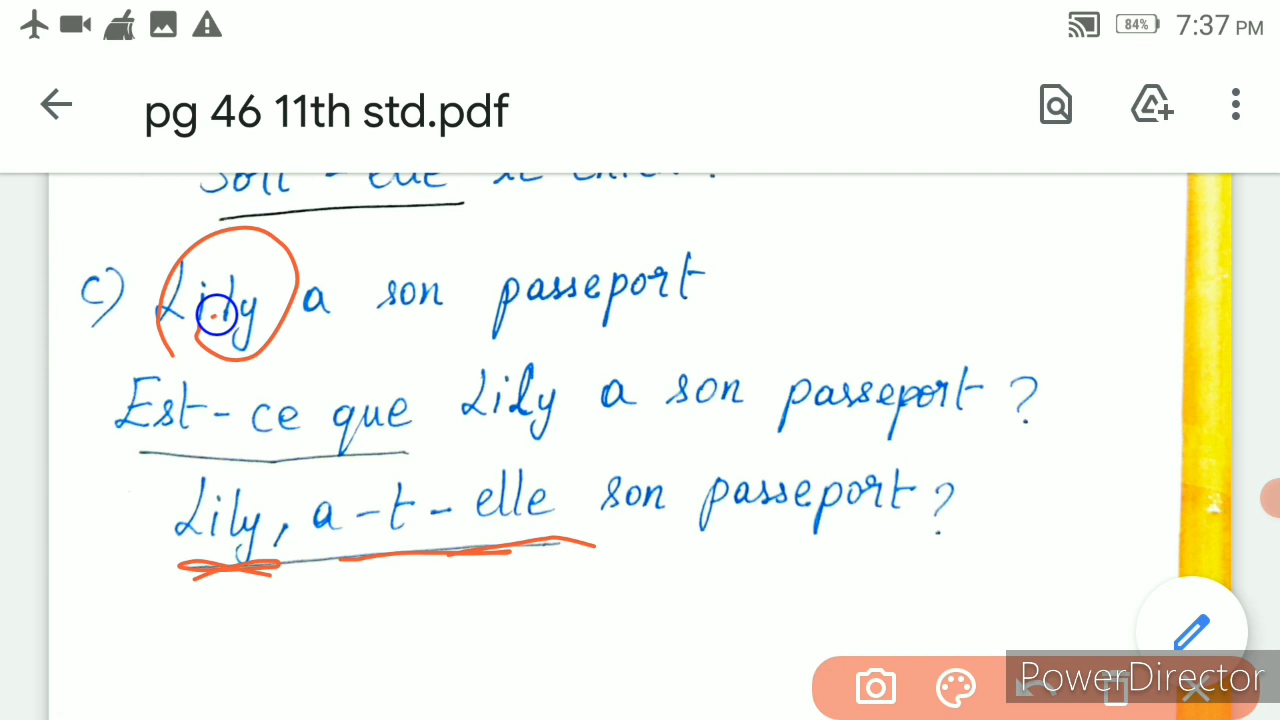 84% 7:37 PM
pg 46 11th std.pdf
c) Lily a son passeport
Est-ce que Lily a son passeport ?
Lily, a-t-elle son passeport ?
PowerDirector